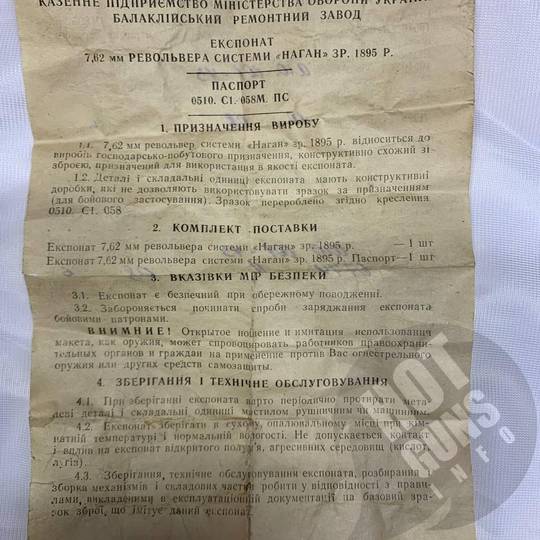 КАЗЕННЕ ПІДПРИЄМСТВО МІНІСТЕРСТВА ОБОРОНИ УКРАЇ
БАЛАКЛІЙСЬКИЙ РЕМОНТНИЙ ЗАВОД
ЕКСПОНАТ
7,62 мм РЕВОЛЬВЕРА СИСТЕМИ «НАГАН» ЗР. 1895 Р.
ПАСПОРТ
0510. С1. 058М. ПС
1. ПРИЗНАЧЕННЯ ВИРОБУ
1.1. 7,62 мм револьвер системи «Наган» зр. 1895 р. відноситься до
виробів господарсько-побутового призначення, конструктивно схожий зі
зброєю, призначений для використання в якості експоната.
1.2. Деталі і складальні одиниці експоната мають конструктивні
доробки, які не дозволяють використовувати зразок за призначенням
(для бойового застосування). Зразок перероблено згідно креслення
0510. С1. 058
2. КОМПЛЕКТ ПОСТАВКИ
Експонат 7,62 мм револьвера системи «Наган» зр. 1895 р. — 1 шт
Експонат 7,62 мм револьвера системи «Наган» зр. 1895 р. Паспорт—1 шт
3. ВКАЗІВКИ МІР БЕЗПЕКИ
3.1. Експонат є безпечний при обережному поводженні.
3.2. Забороняється починати спроби заряджання експоната
бойовими патронами.
ВНИМНИЕ! Открытое ношение и имитация использования
макета, как оружия, может спровоцировать работников правоохрани-
тельных органов и граждан на применение против Вас огнестрельного
оружия или других средств самозащиты.
4. ЗБЕРІГАННЯ І ТЕХНІЧНЕ ОБСЛУГОВУВАННЯ
4.1. При зберіганні експоната варто періодично протирати мета-
леві деталі і складальні одиниці мастилом рушничним чи машинним.
4.2. Експонат зберігати в сухому, опалювальному місці при кім-
натній температурі і нормальній вологості. Не допускається контакт
і вплив на експонат відкритого полум'я, агресивних середовищ (кислот,
лугів).
4.3. Зберігання, технічне обслуговування експоната, розбирання і
зборка механізмів і складових частин робити у відповідності з прави-
лами, викладеними в експлуатаційній документації на базовий зра-
зок зброї, що імітує даний експонат.
INFO